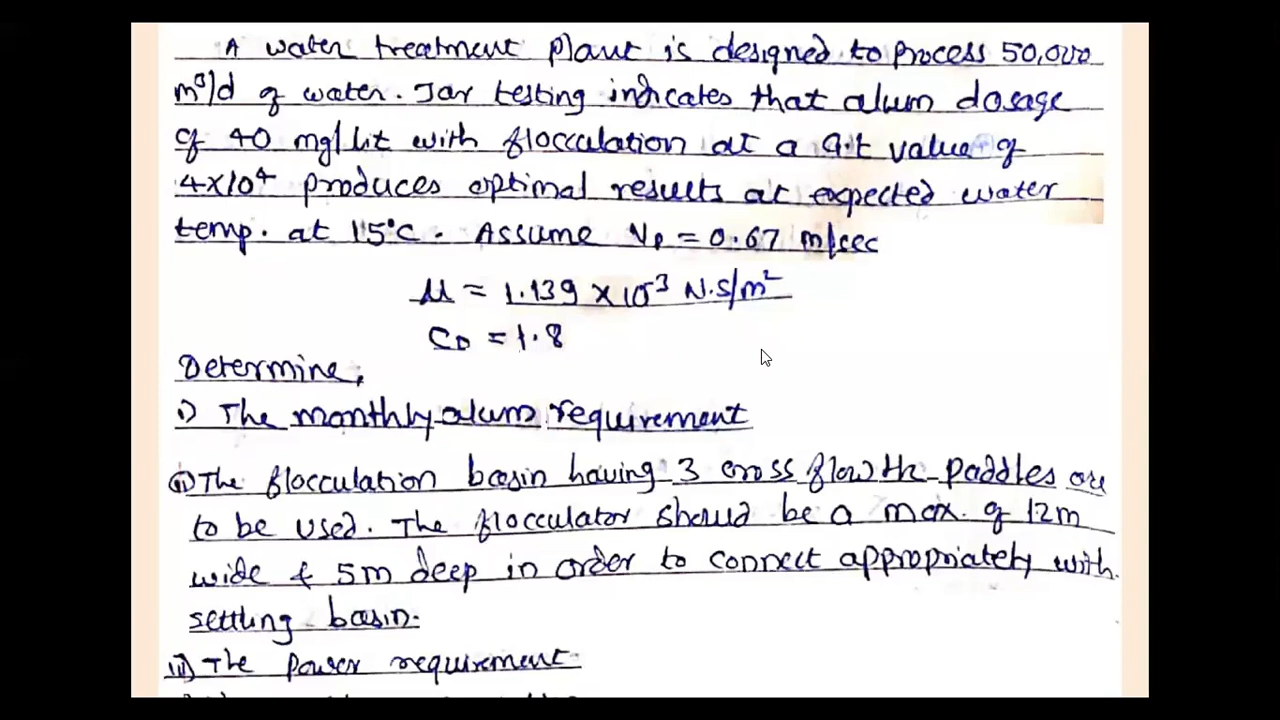 A water treatment plant is designed to process 50,000
m³/d of water. Jar testing indicates that alum dosage
of 40 mg/lit with flocculation at a G.t value of
4x10⁴ produces optimal results at expected water
temp. at 15°C. Assume Vp = 0.67 m/sec
μ = 1.139 x 10⁻³ N.S/m²
CD = 1.8
Determine,
i) The monthly alum requirement
ii) The flocculation basin having 3 cross flow Hz paddles are
to be used. The flocculator should be a max. of 12m
wide & 5m deep in order to connect appropriately with
settling basin.
iii) The power requirement